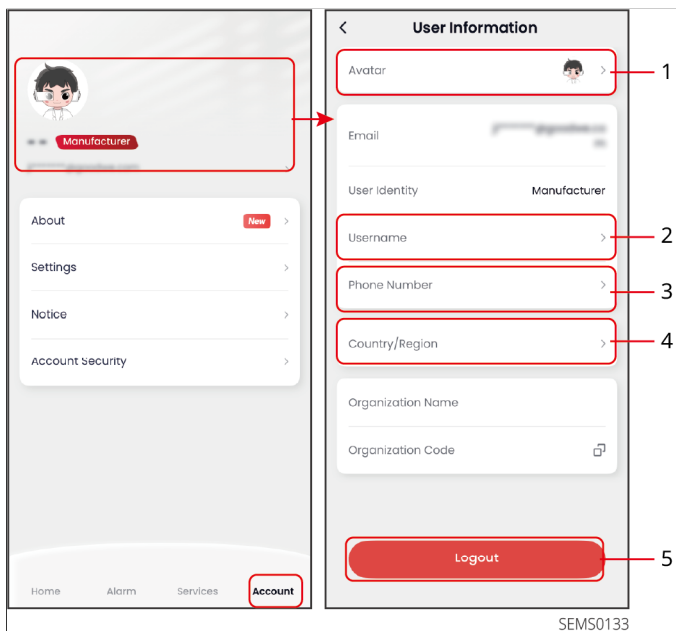 Manufacturer
About
New
Settings
Notice
Account Security
Home Alarm Services Account
User Information
Avatar
1
Email
User Identity Manufacturer
Username
2
Phone Number
3
Country/Region
4
Organization Name
Organization Code
Logout
5
SEMS0133